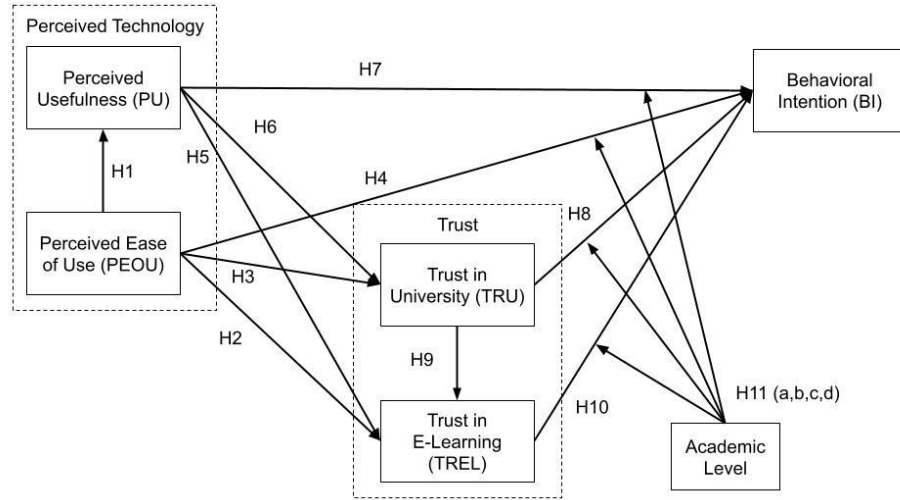 Perceived Technology
Perceived
Usefulness (PU)
H7
Behavioral
Intention (BI)
H6
H5
H1
H4
Perceived Ease
of Use (PEOU)
Trust
H8
H3
Trust in
University (TRU)
H2
H9
H11 (a,b,c,d)
H10
Trust in
E-Learning
(TREL)
Academic
Level